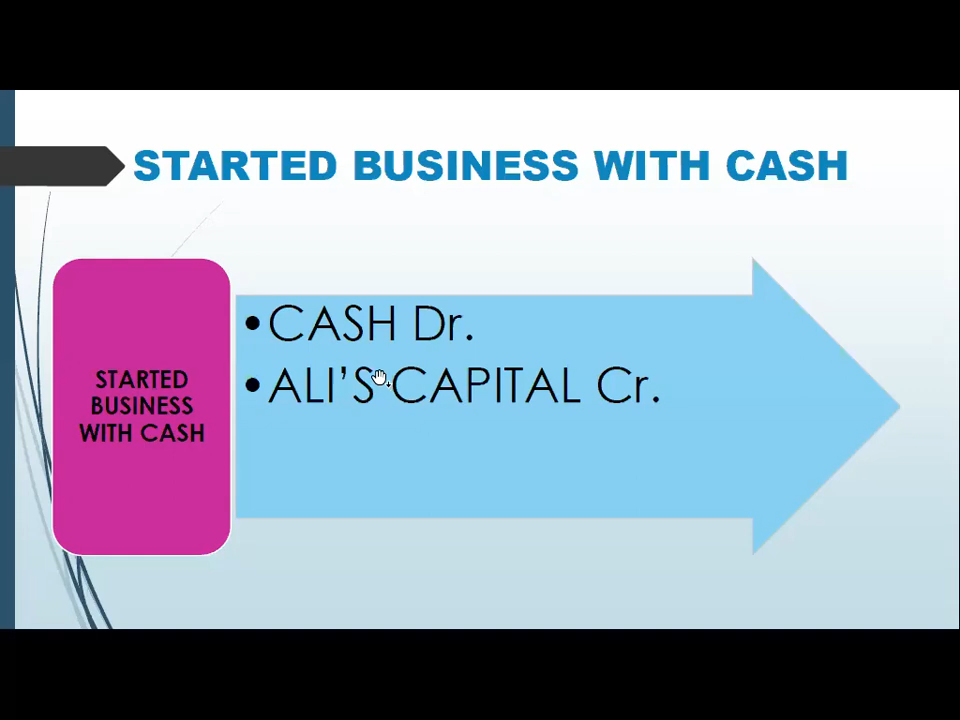 STARTED BUSINESS WITH CASH
STARTED
BUSINESS
WITH CASH
•CASH Dr.
•ALI'S CAPITAL Cr.